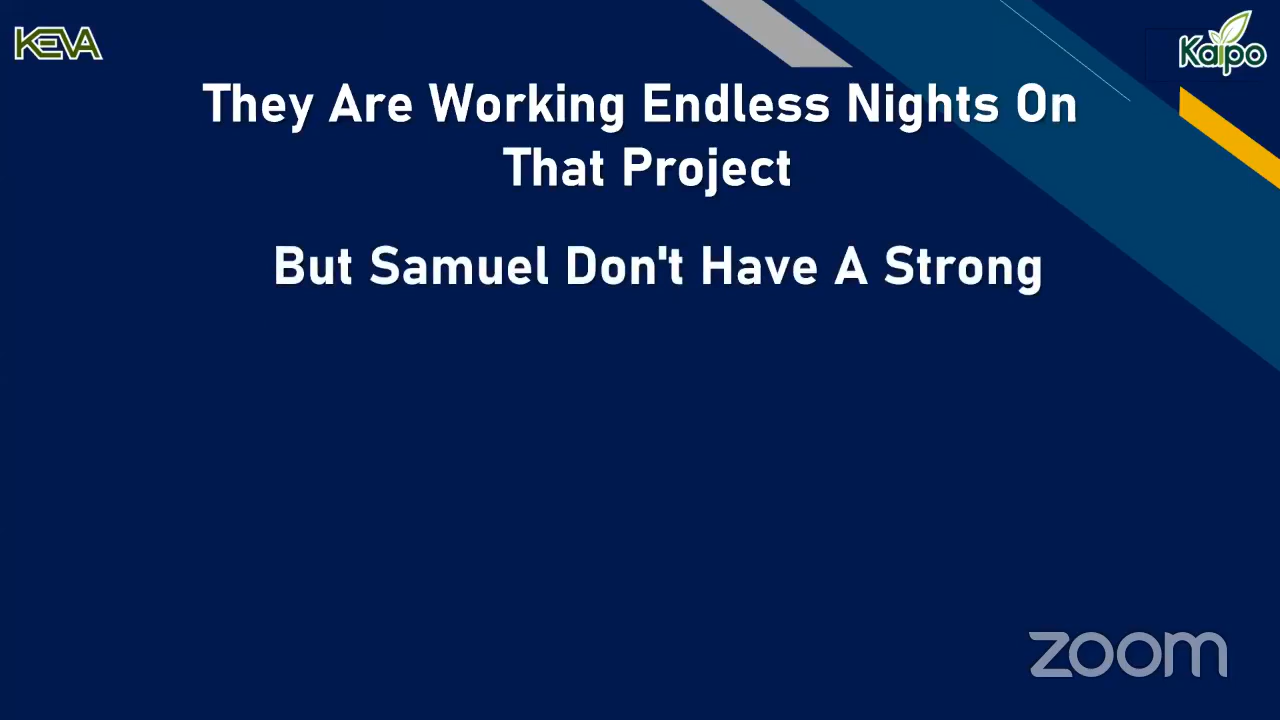 KEVA
Kaipo
They Are Working Endless Nights On
That Project
But Samuel Don't Have A Strong
zoom